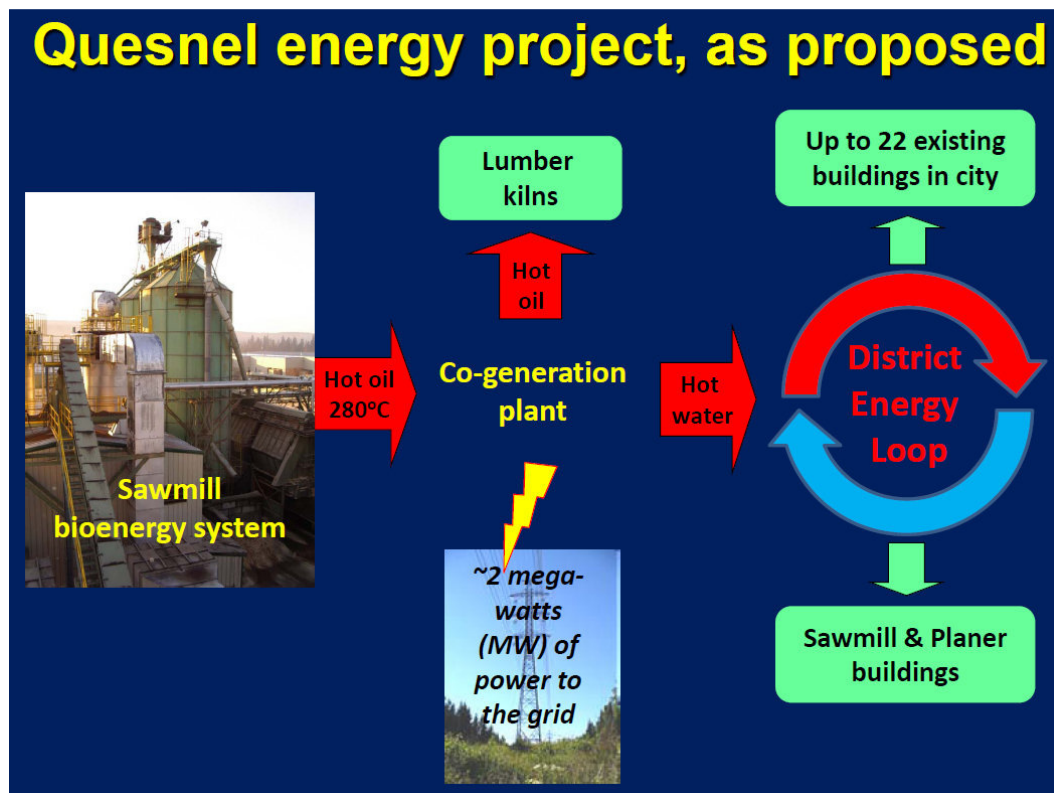 Quesnel energy project, as proposed
Up to 22 existing
buildings in city
Lumber
kilns
Hot
oil
Hot oil
280°C
Co-generation
plant
Hot
water
District
Energy
Loop
Sawmill
bioenergy system
~2 mega-
watts
(MW) of
power to
the grid
Sawmill & Planer
buildings